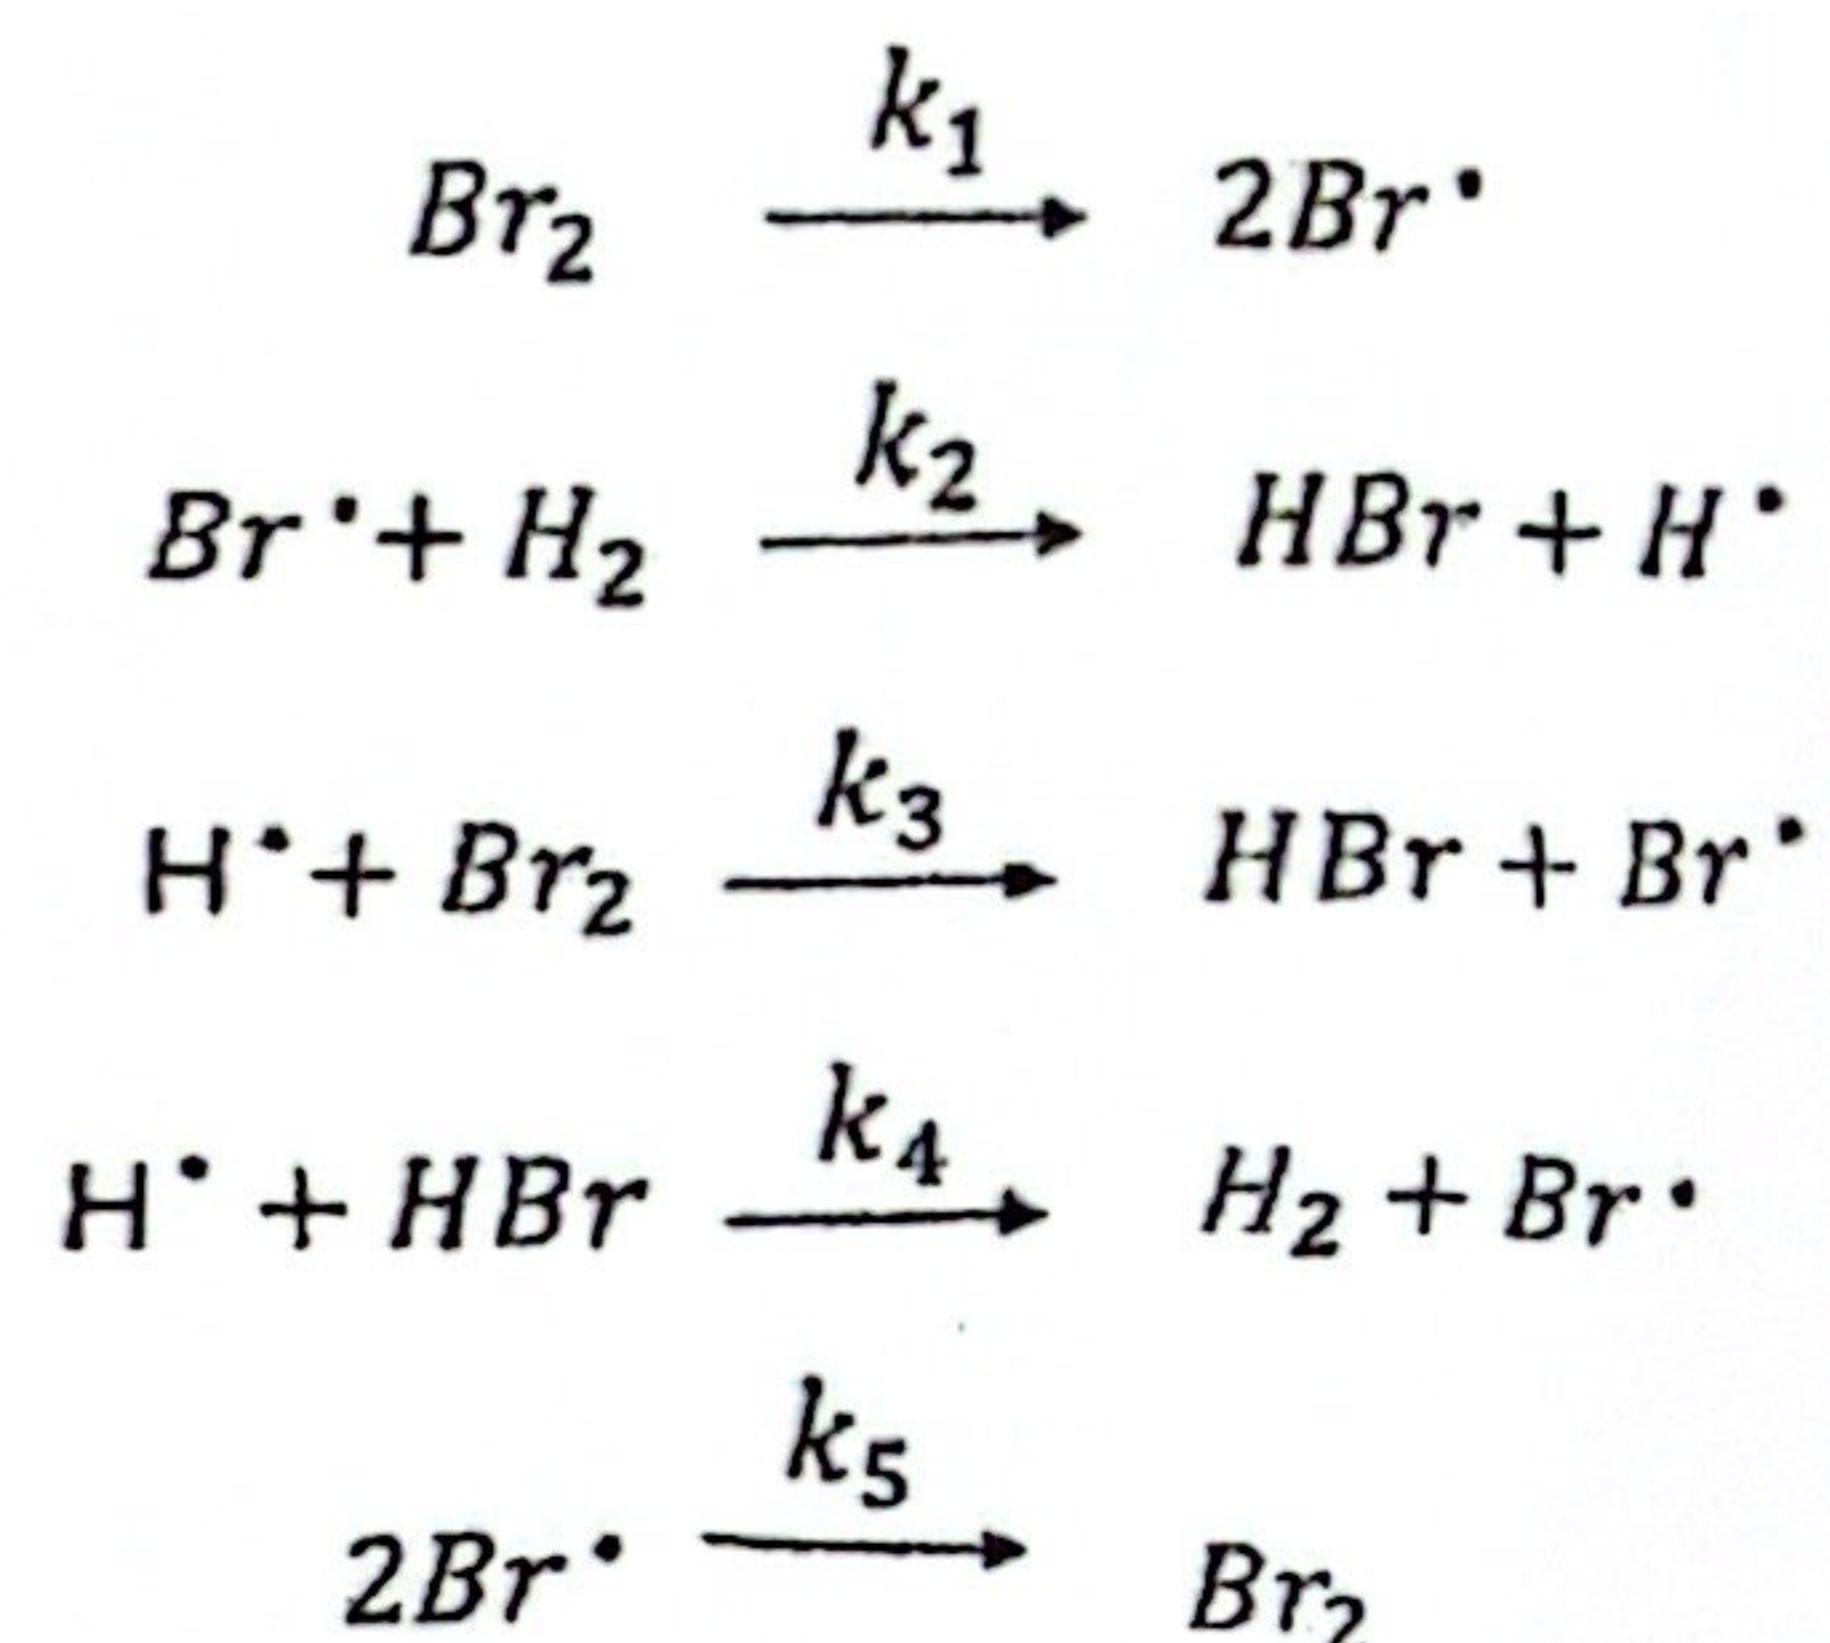 k₁
Br₂ → 2Br•
k₂
Br• + H₂ → HBr + H•
k₃
H• + Br₂ → HBr + Br•
k₄
H• + HBr → H₂ + Br•
k₅
2Br• → Br₂